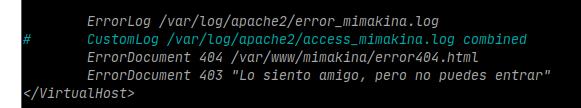 ErrorLog /var/log/apache2/error_mimakina.log
# CustomLog /var/log/apache2/access_mimakina.log combined
ErrorDocument 404 /var/www/mimakina/error404.html
ErrorDocument 403 "Lo siento amigo, pero no puedes entrar"
</VirtualHost>